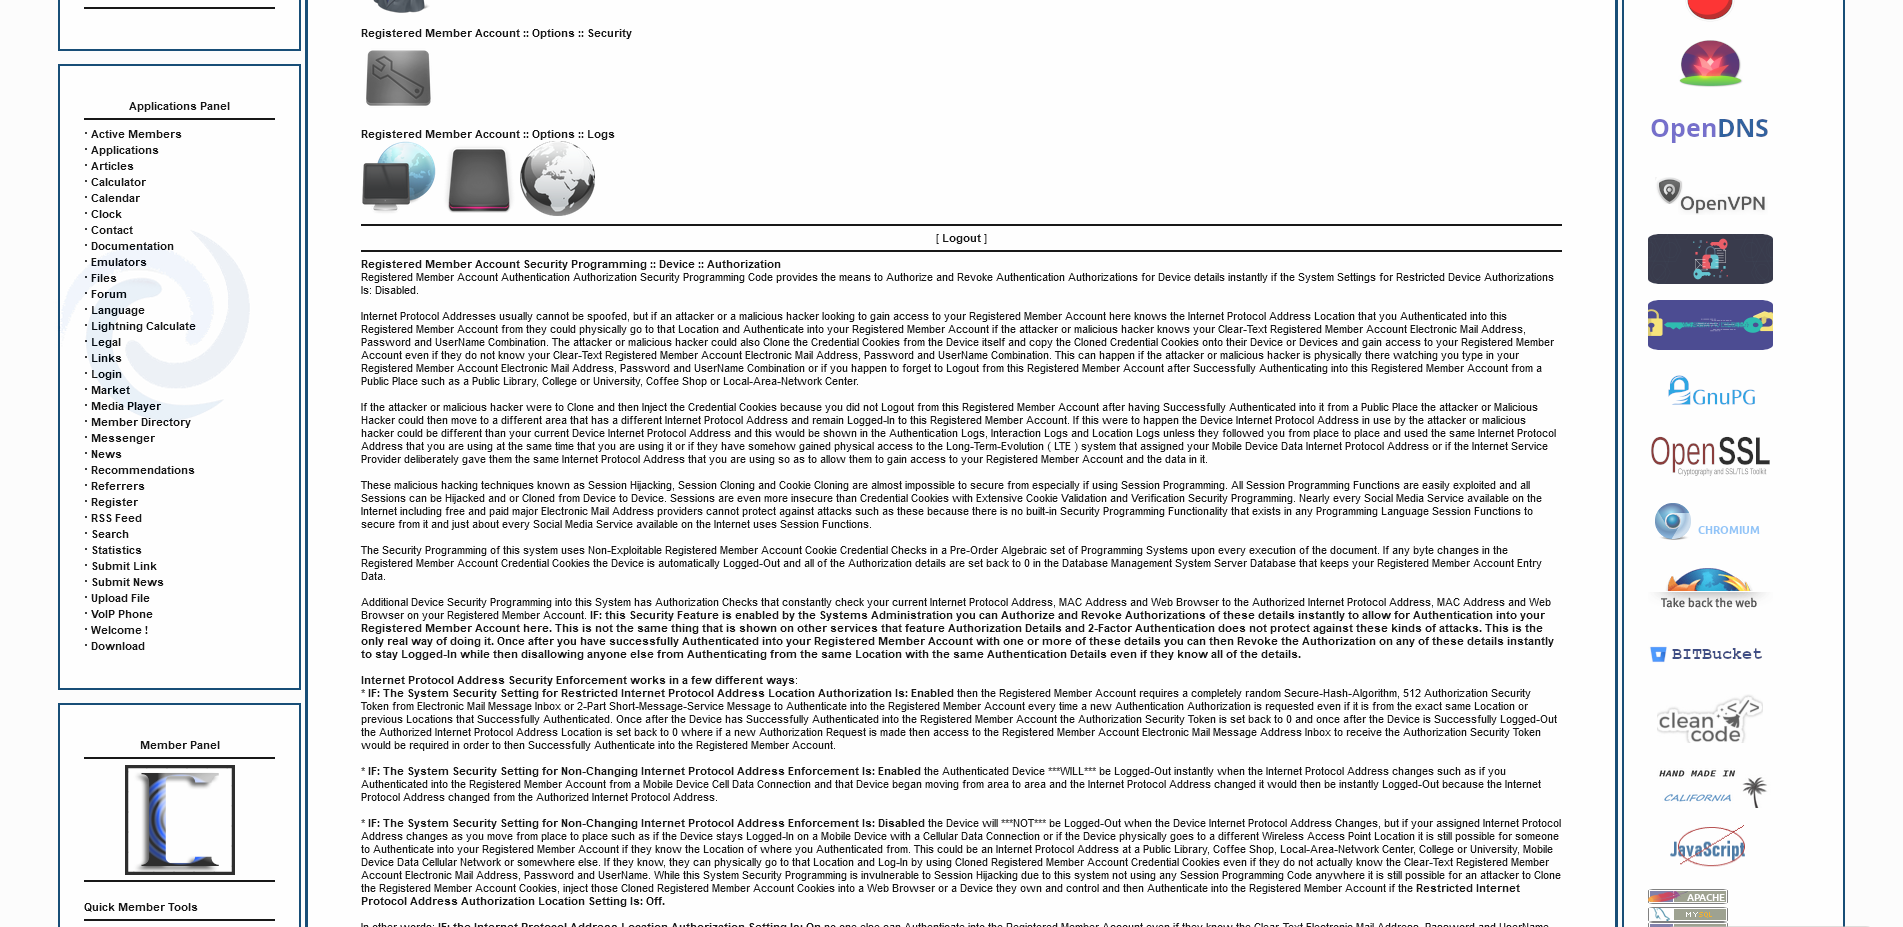 Applications Panel
· Active Members
· Applications
· Articles
· Calculator
· Calendar
· Clock
· Contact
· Documentation
· Emulators
· Files
· Forum
· Language
· Lightning Calculate
· Legal
· Links
· Login
· Market
· Media Player
· Member Directory
· Messenger
· News
· Recommendations
· Referrers
· Register
· RSS Feed
· Search
· Statistics
· Submit Link
· Submit News
· Upload File
· VoIP Phone
· Welcome !
· Download
Member Panel
Quick Member Tools
Registered Member Account :: Options :: Security
Registered Member Account :: Options :: Logs
[ Logout ]
Registered Member Account Security Programming :: Device :: Authorization
Registered Member Account Authentication Authorization Security Programming Code provides the means to Authorize and Revoke Authentication Authorizations for Device details instantly if the System Settings for Restricted Device Authorizations
Is: Disabled.
Internet Protocol Addresses usually cannot be spoofed, but if an attacker or a malicious hacker looking to gain access to your Registered Member Account here knows the Internet Protocol Address Location that you Authenticated into this
Registered Member Account from they could physically go to that Location and Authenticate into your Registered Member Account if the attacker or malicious hacker knows your Clear-Text Registered Member Account Electronic Mail Address,
Password and UserName Combination. The attacker or malicious hacker could also Clone the Credential Cookies from the Device itself and copy the Cloned Credential Cookies onto their Device or Devices and gain access to your Registered Member
Account even if they do not know your Clear-Text Registered Member Account Electronic Mail Address, Password and UserName Combination. This can happen if the attacker or malicious hacker is physically there watching you type in your
Registered Member Account Electronic Mail Address, Password and UserName Combination or if you happen to forget to Logout from this Registered Member Account after Successfully Authenticating into this Registered Member Account from a
Public Place such as a Public Library, College or University, Coffee Shop or Local-Area-Network Center.
If the attacker or malicious hacker were to Clone and then Inject the Credential Cookies because you did not Logout from this Registered Member Account after having Successfully Authenticated into it from a Public Place the attacker or Malicious
Hacker could then move to a different area that has a different Internet Protocol Address and remain Logged-In to this Registered Member Account. If this were to happen the Device Internet Protocol Address in use by the attacker or malicious
hacker could be different than your current Device Internet Protocol Address and this would be shown in the Authentication Logs, Interaction Logs and Location Logs unless they followed you from place to place and used the same Internet Protocol
Address that you are using at the same time that you are using it or if they have somehow gained physical access to the Long-Term-Evolution ( LTE ) system that assigned your Mobile Device Data Internet Protocol Address or if the Internet Service
Provider deliberately gave them the same Internet Protocol Address that you are using so as to allow them to gain access to your Registered Member Account and the data in it.
These malicious hacking techniques known as Session Hijacking, Session Cloning and Cookie Cloning are almost impossible to secure from especially if using Session Programming. All Session Programming Functions are easily exploited and all
Sessions can be Hijacked and or Cloned from Device to Device. Sessions are even more insecure than Credential Cookies with Extensive Cookie Validation and Verification Security Programming. Nearly every Social Media Service available on the
Internet including free and paid major Electronic Mail Address providers cannot protect against attacks such as these because there is no built-in Security Programming Functionality that exists in any Programming Language Session Functions to
secure from it and just about every Social Media Service available on the Internet uses Session Functions.
The Security Programming of this system uses Non-Exploitable Registered Member Account Cookie Credential Checks in a Pre-Order Algebraic set of Programming Systems upon every execution of the document. If any byte changes in the
Registered Member Account Credential Cookies the Device is automatically Logged-Out and all of the Authorization details are set back to 0 in the Database Management System Server Database that keeps your Registered Member Account Entry
Data.
Additional Device Security Programming into this System has Authorization Checks that constantly check your current Internet Protocol Address, MAC Address and Web Browser to the Authorized Internet Protocol Address, MAC Address and Web
Browser on your Registered Member Account. IF: this Security Feature is enabled by the Systems Administration you can Authorize and Revoke Authorizations of these details instantly to allow for Authentication into your
Registered Member Account here. This is not the same thing that is shown on other services that feature Authorization Details and 2-Factor Authentication does not protect against these kinds of attacks. This is the
only real way of doing it. Once after you have successfully Authenticated into your Registered Member Account with one or more of these details you can then Revoke the Authorization on any of these details instantly
to stay Logged-In while then disallowing anyone else from Authenticating from the same Location with the same Authentication Details even if they know all of the details.
Internet Protocol Address Security Enforcement works in a few different ways:
* IF: The System Security Setting for Restricted Internet Protocol Address Location Authorization Is: Enabled then the Registered Member Account requires a completely random Secure-Hash-Algorithm, 512 Authorization Security
Token from Electronic Mail Message Inbox or 2-Part Short-Message-Service Message to Authenticate into the Registered Member Account every time a new Authentication Authorization is requested even if it is from the exact same Location or
previous Locations that Successfully Authenticated. Once after the Device has Successfully Authenticated into the Registered Member Account the Authorization Security Token is set back to 0 and once after the Device is Successfully Logged-Out
the Authorized Internet Protocol Address Location is set back to 0 where if a new Authorization Request is made then access to the Registered Member Account Electronic Mail Message Address Inbox to receive the Authorization Security Token
would be required in order to then Successfully Authenticate into the Registered Member Account.
* IF: The System Security Setting for Non-Changing Internet Protocol Address Enforcement Is: Enabled the Authenticated Device ***WILL*** be Logged-Out instantly when the Internet Protocol Address changes such as if you
Authenticated into the Registered Member Account from a Mobile Device Cell Data Connection and that Device began moving from area to area and the Internet Protocol Address changed it would then be instantly Logged-Out because the Internet
Protocol Address changed from the Authorized Internet Protocol Address.
* IF: The System Security Setting for Non-Changing Internet Protocol Address Enforcement Is: Disabled the Device will ***NOT*** be Logged-Out when the Device Internet Protocol Address Changes, but if your assigned Internet Protocol
Address changes as you move from place to place such as if the Device stays Logged-In on a Mobile Device with a Cellular Data Connection or if the Device physically goes to a different Wireless Access Point Location it is still possible for someone
to Authenticate into your Registered Member Account if they know the Location of where you Authenticated from. This could be an Internet Protocol Address at a Public Library, Coffee Shop, Local-Area-Network Center, College or University, Mobile
Device Data Cellular Network or somewhere else. If they know, they can physically go to that Location and Log-In by using Cloned Registered Member Account Credential Cookies even if they do not actually know the Clear-Text Registered Member
Account Electronic Mail Address, Password and UserName. While this System Security Programming is invulnerable to Session Hijacking due to this system not using any Session Programming Code anywhere it is still possible for an attacker to Clone
the Registered Member Account Cookies, inject those Cloned Registered Member Account Cookies into a Web Browser or a Device they own and control and then Authenticate into the Registered Member Account if the Restricted Internet
Protocol Address Authorization Location Setting Is: Off.
In other words: IF: the Internet Protocol Address Location Authorization Setting Is: On no one else can Authenticate into the Registered Member Account even if they know the Clear-Text Electronic Mail Address, Password and UserName
OpenDNS
OpenVPN
GnuPG
OpenSSL
Cryptography and SSL/TLS Toolkit
CHROMIUM
Take back the web
BITBucket
clean
code
HAND MADE IN
CALIFORNIA
JavaScript
APACHE
MYSQL